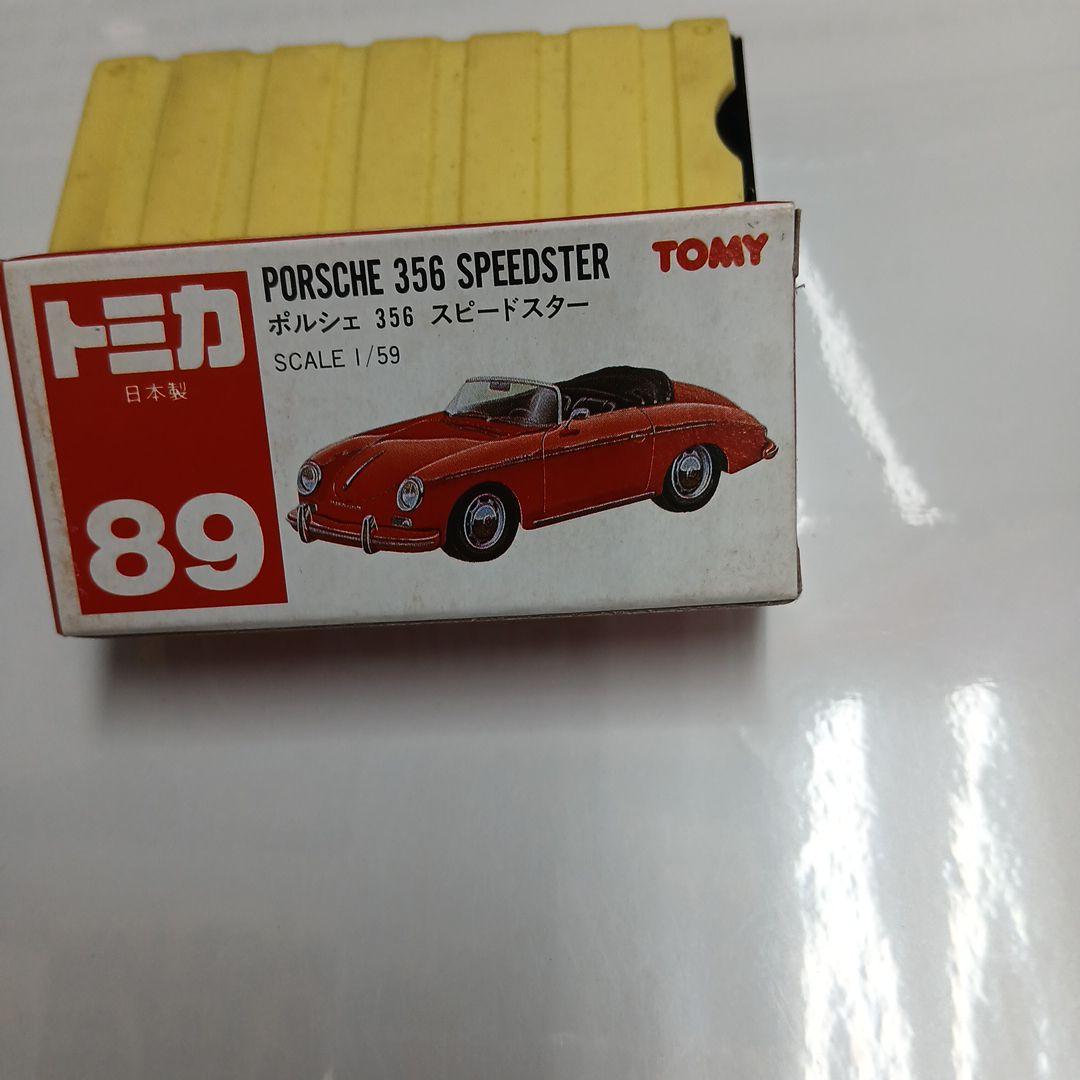 トミカ
日本製
89
PORSCHE 356 SPEEDSTER
ポルシェ 356 スピードスター
SCALE 1/59
TOMY